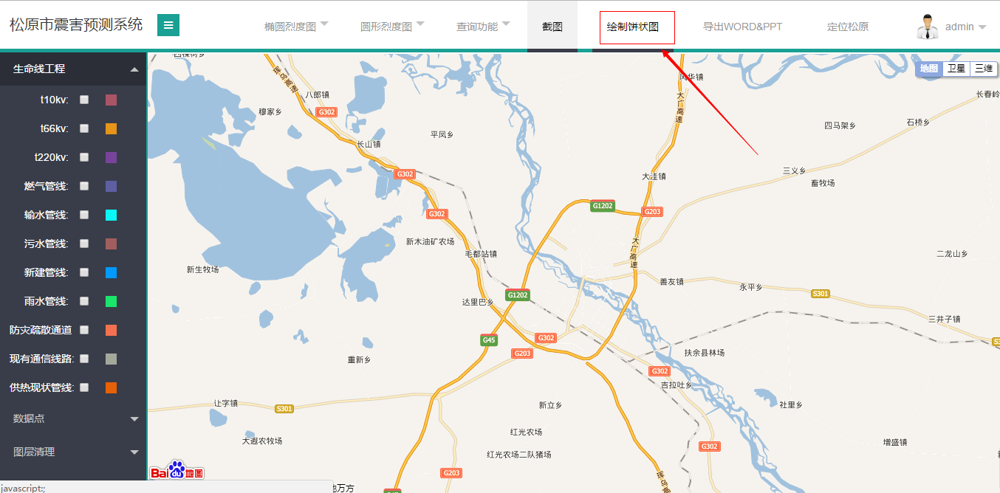 松原市震害预测系统
椭圆烈度图
圆形烈度图
查询功能
截图
绘制饼状图
导出WORD&PPT
定位松原
admin
生命线工程
t10kv:
t66kv:
t220kv:
燃气管线:
输水管线:
污水管线:
新建管线:
雨水管线:
防灾疏散通道
现有通信线路:
供热现状管线:
数据点
图层清理
javascript:;
地图
卫星
三维
珲乌高速
八郎镇
穆家乡
G302
长山镇
平凤乡
风华镇
大广高速
长春岭
四马架乡
石桥乡
三义乡
畜牧场
大洼镇
G302
G302
G1202
G203
新木油矿农场
毛都站镇
大广高速
二龙山乡
新生牧场
善友镇
永平乡
S301
达里巴乡
G1202
三井子镇
G45
G302
G203
扶余县林场
重新乡
G302
吉拉吐乡
让字镇
S301
新立乡
社里乡
红光农场
大遐农牧场
红光农场二队猪场
G302
增盛镇
G203
珲乌高速
Bai du 地图